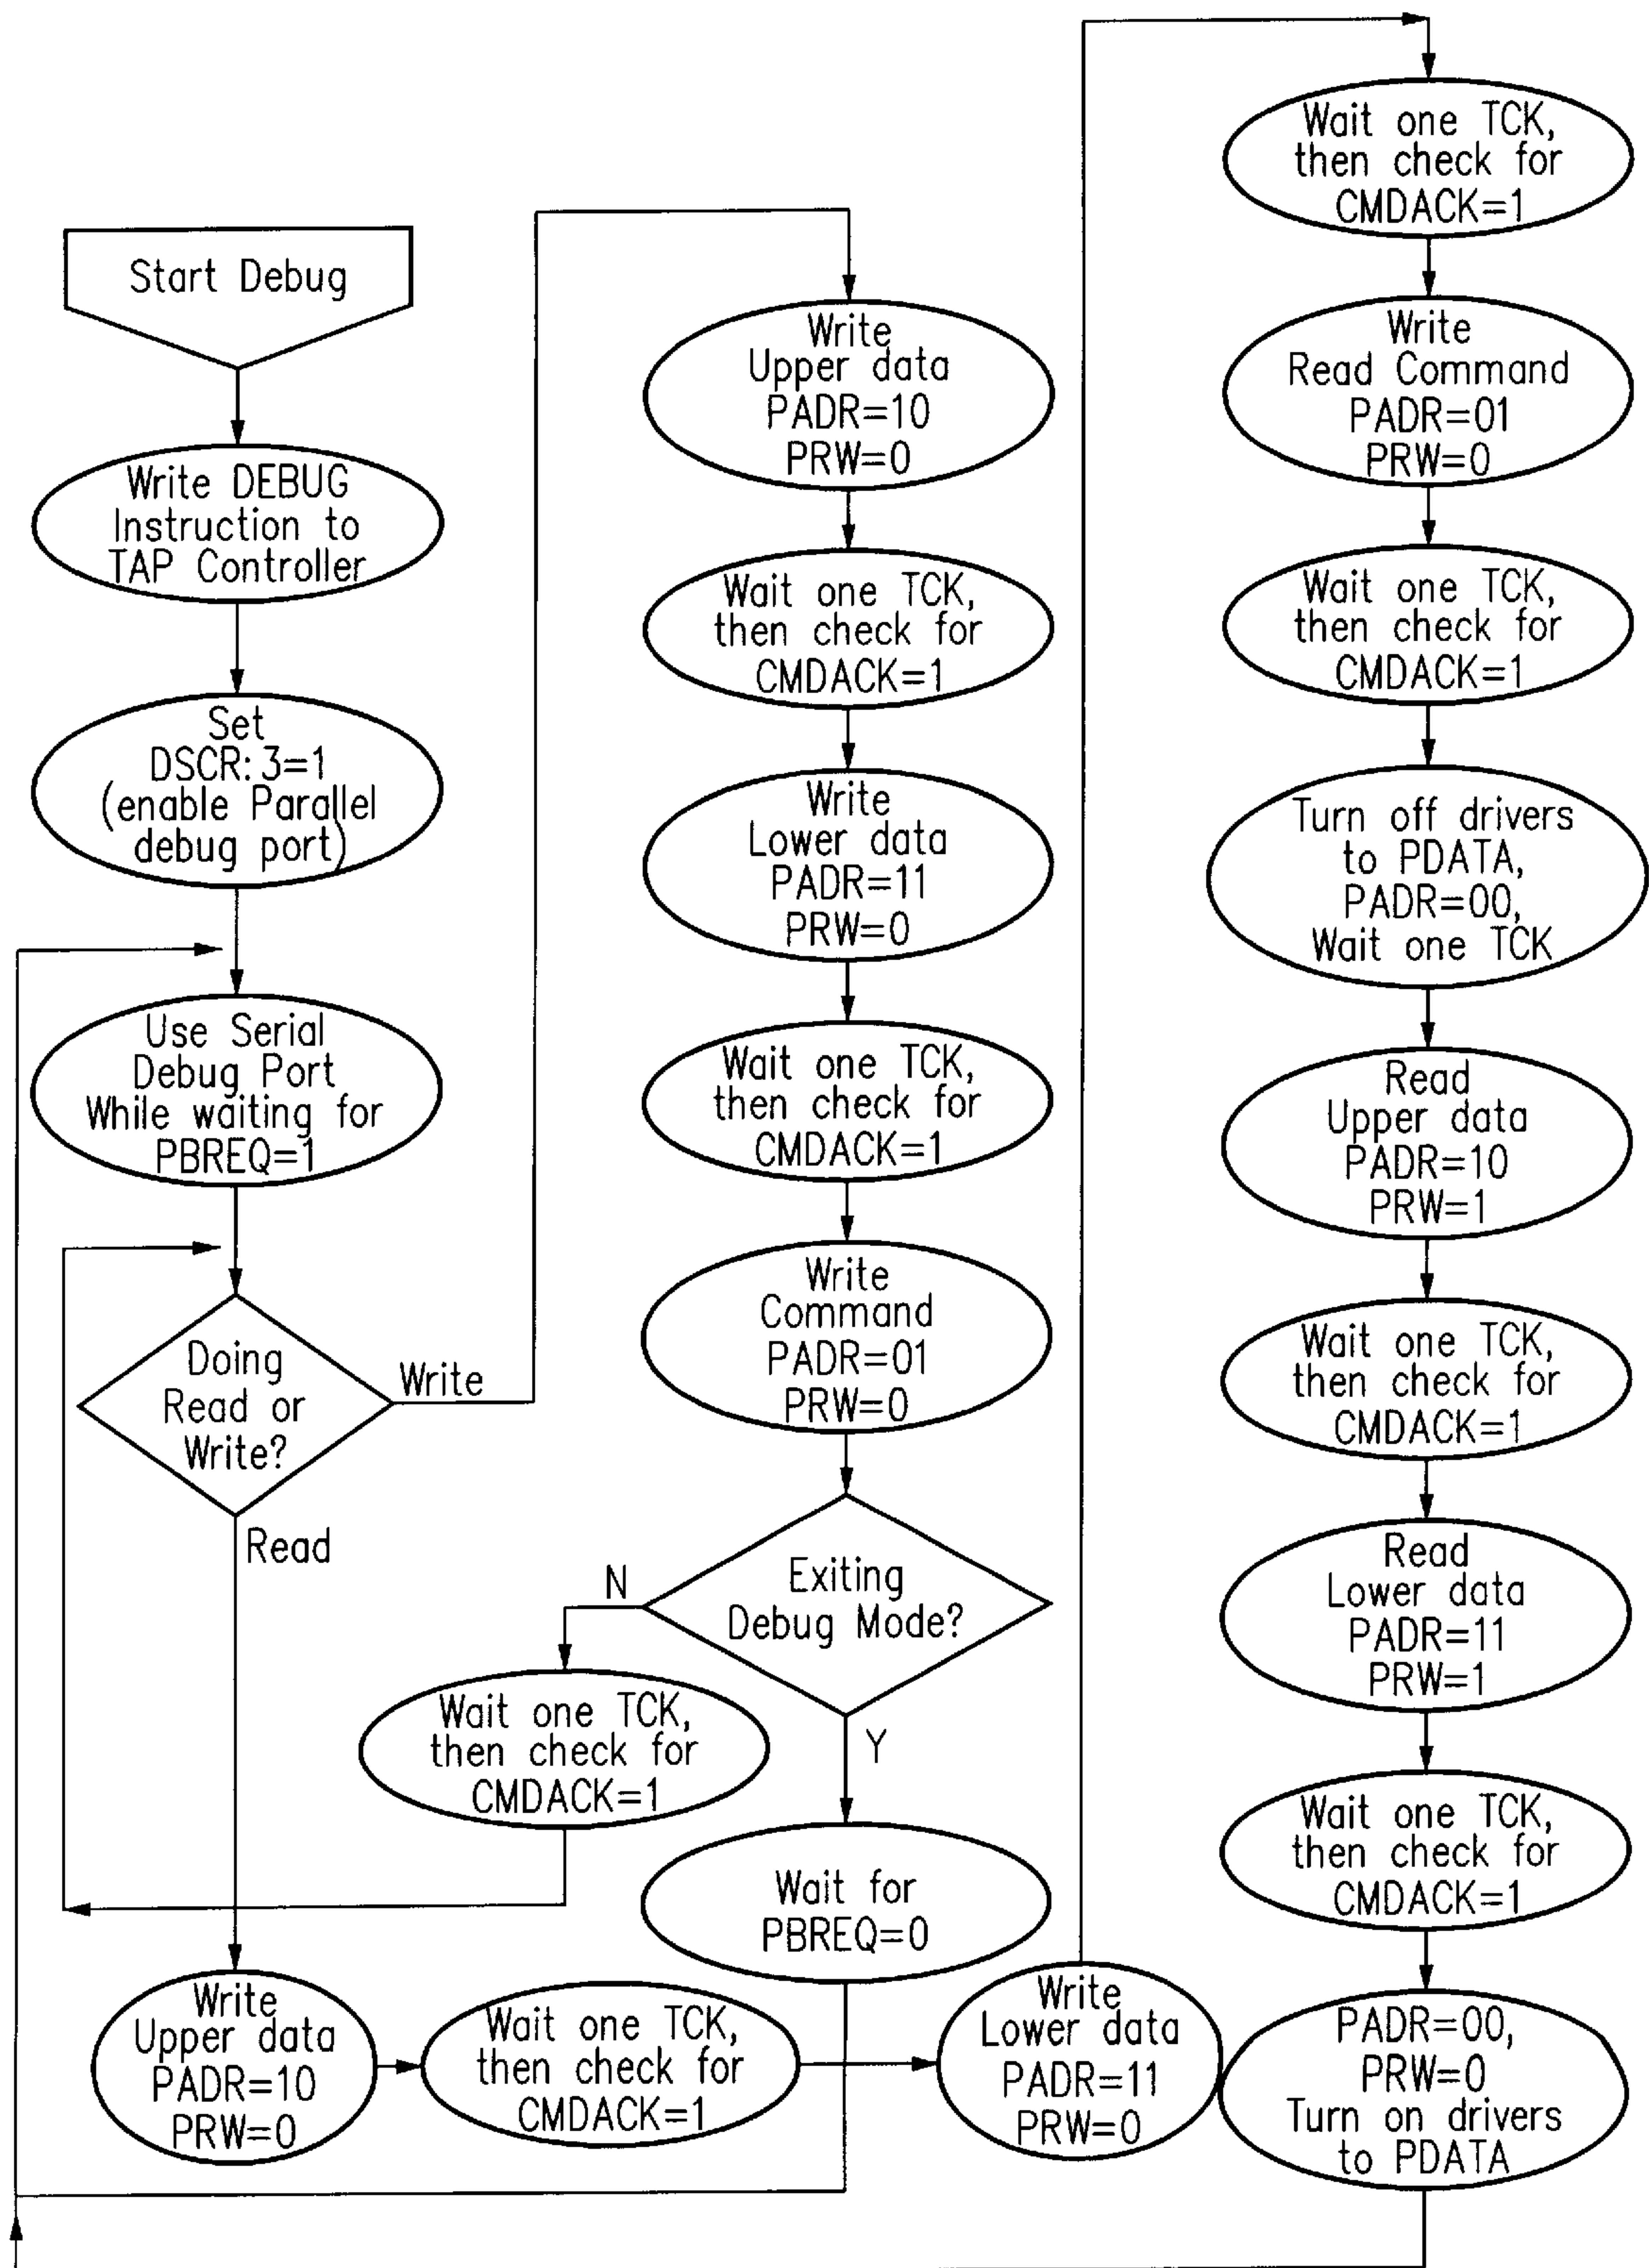 Start Debug
Write DEBUG
Instruction to
TAP Controller
Set
DSCR:3=1
(enable Parallel
debug port)
Use Serial
Debug Port
While waiting for
PBREQ=1
Doing
Read or
Write?
Write
Read
Write
Upper data
PADR=10
PRW=0
Wait one TCK,
then check for
CMDACK=1
Write
Lower data
PADR=11
PRW=0
Write
Upper data
PADR=10
PRW=0
Wait one TCK,
then check for
CMDACK=1
Write
Lower data
PADR=11
PRW=0
Wait one TCK,
then check for
CMDACK=1
Write
Command
PADR=01
PRW=0
Exiting
Debug Mode?
N
Wait one TCK,
then check for
CMDACK=1
Y
Wait for
PBREQ=0
Wait one TCK,
then check for
CMDACK=1
Write
Read Command
PADR=01
PRW=0
Wait one TCK,
then check for
CMDACK=1
Turn off drivers
to PDATA,
PADR=00,
Wait one TCK
Read
Upper data
PADR=10
PRW=1
Wait one TCK,
then check for
CMDACK=1
Read
Lower data
PADR=11
PRW=1
Wait one TCK,
then check for
CMDACK=1
PADR=00,
PRW=0
Turn on drivers
to PDATA